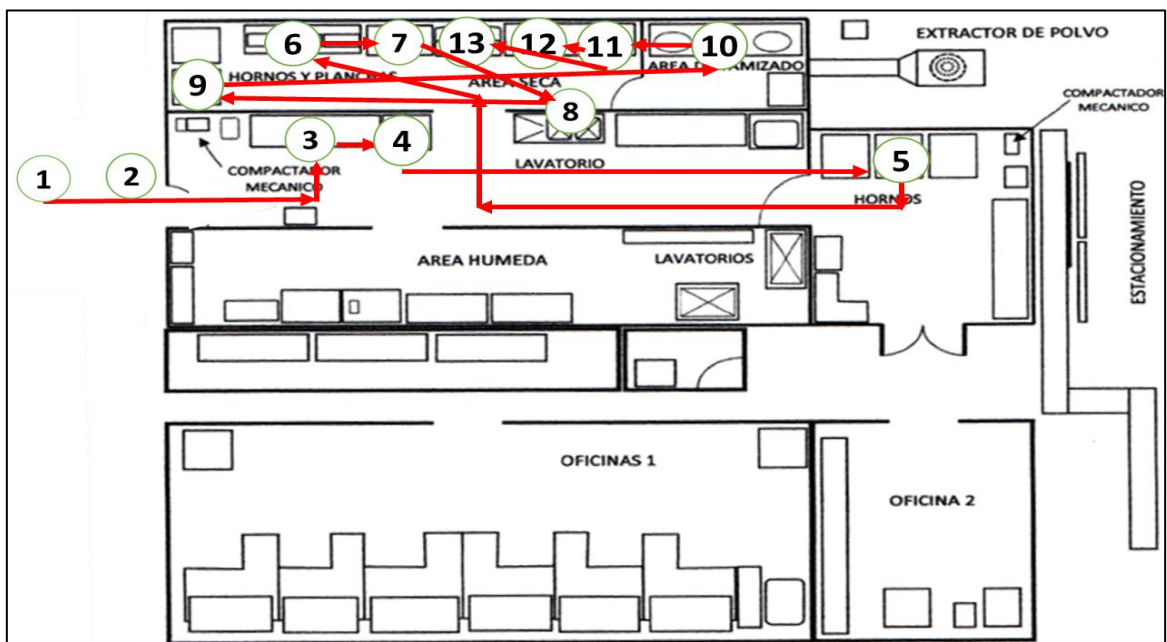 EXTRACTOR DE POLVO
6
7
13
12
11
10
HORNOS Y PLANCHAS
AREA SECA
9
8
COMPACTADOR
MECANICO
3
4
COMPACTADOR
MECANICO
LAVATORIO
5
HORNOS
1
2
AREA HUMEDA
LAVATORIOS
ESTACIONAMIENTO
OFICINAS 1
OFICINA 2